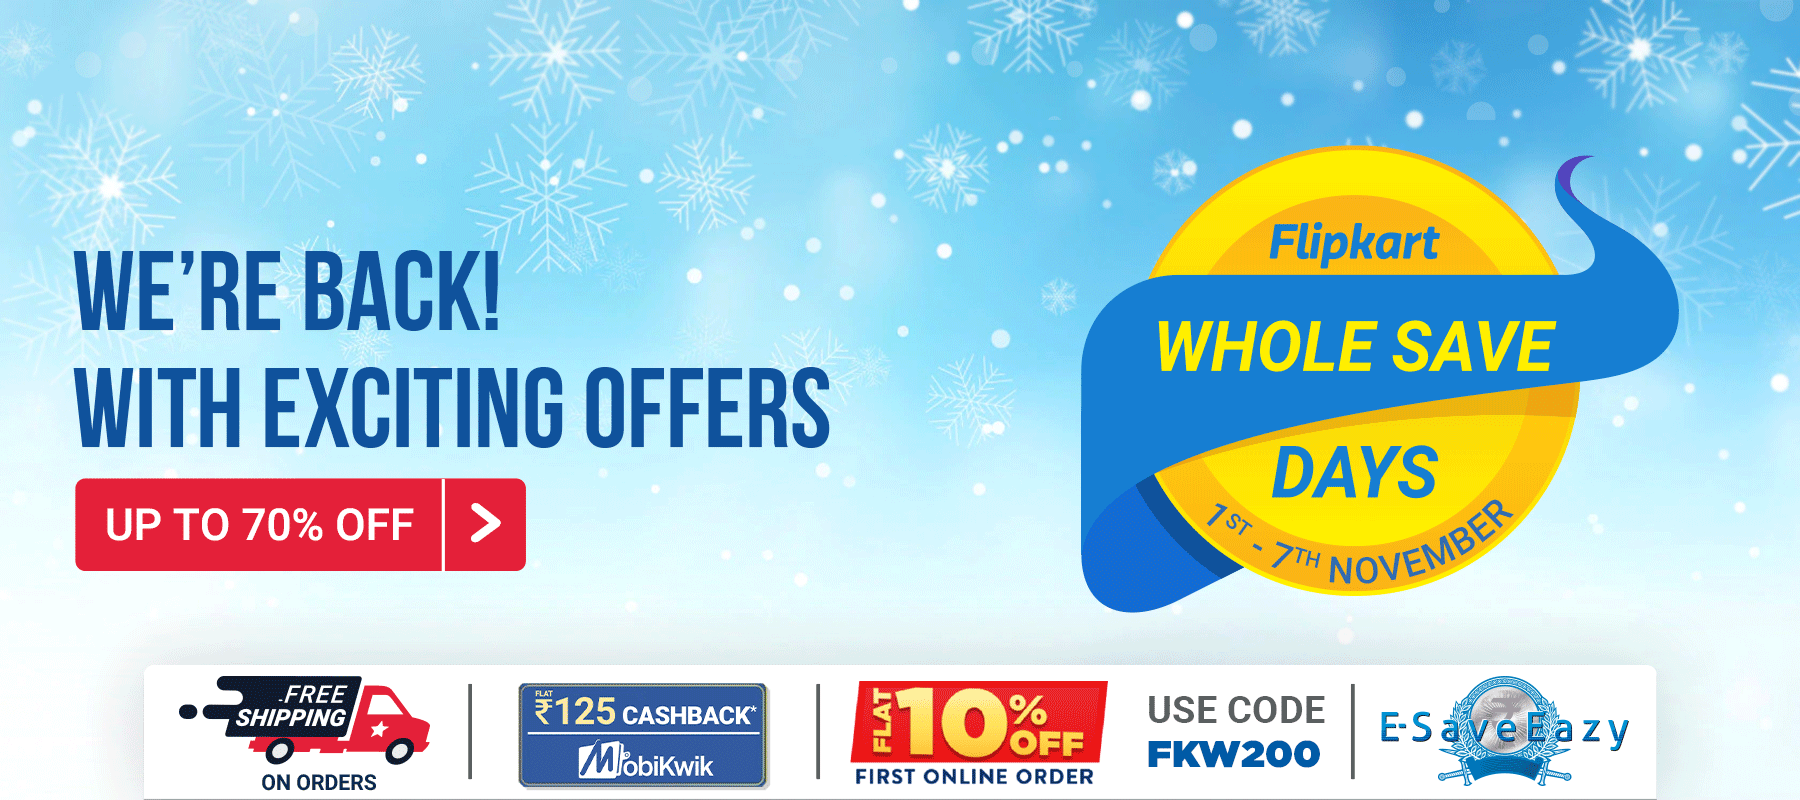 WE'RE BACK!
WITH EXCITING OFFERS
UP TO 70% OFF
Flipkart
WHOLE SAVE
DAYS
1ST - 7TH NOVEMBER
FREE
SHIPPING
ON ORDERS
FLAT
₹125 CASHBACK*
MobiKwik
FLAT
10% OFF
FIRST ONLINE ORDER
USE CODE
FKW200
E-SaveEazy